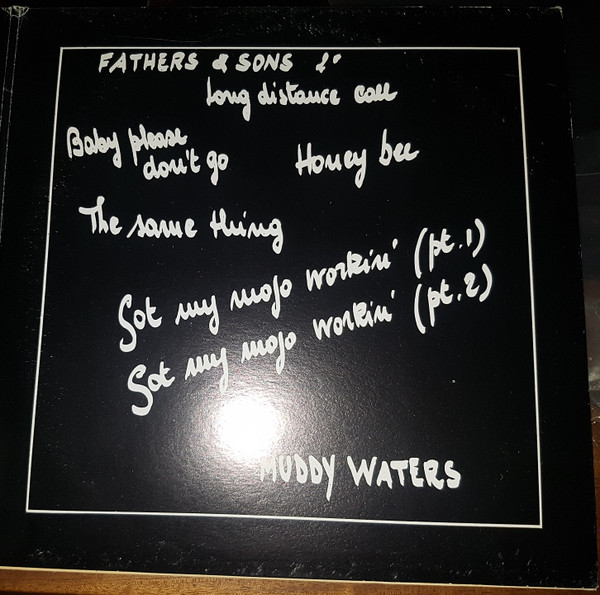 FATHERS & SONS 1°
Long distance call
Baby please
don't go
Honey bee
The same thing
Got my mojo workin' (pt. 1)
Got my mojo workin' (pt. 2)
MUDDY WATERS